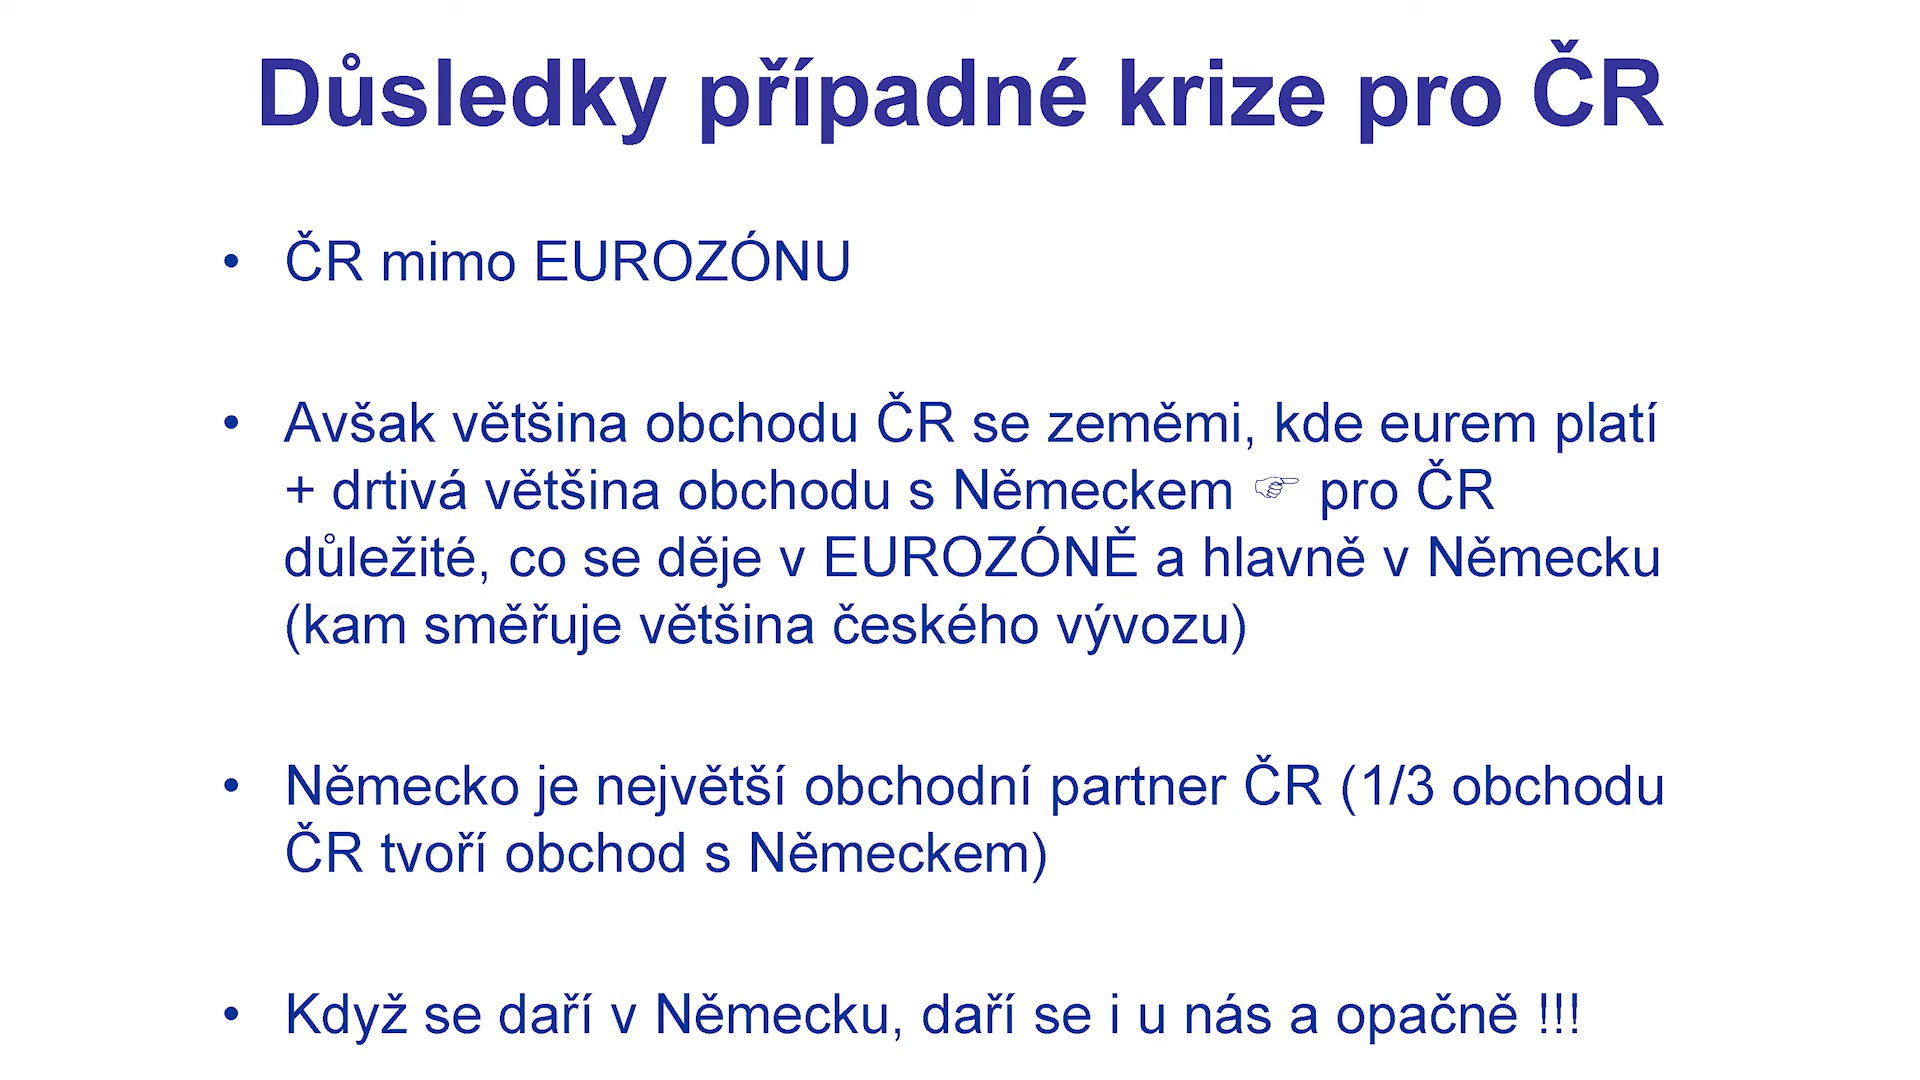 Důsledky případné krize pro ČR
• ČR mimo EUROZÓNU
• Avšak většina obchodu ČR se zeměmi, kde eurem platí
+ drtivá většina obchodu s Německem ☞ pro ČR
důležité, co se děje v EUROZÓNĚ a hlavně v Německu
(kam směřuje většina českého vývozu)
• Německo je největší obchodní partner ČR (1/3 obchodu
ČR tvoří obchod s Německem)
• Když se daří v Německu, daří se i u nás a opačně !!!